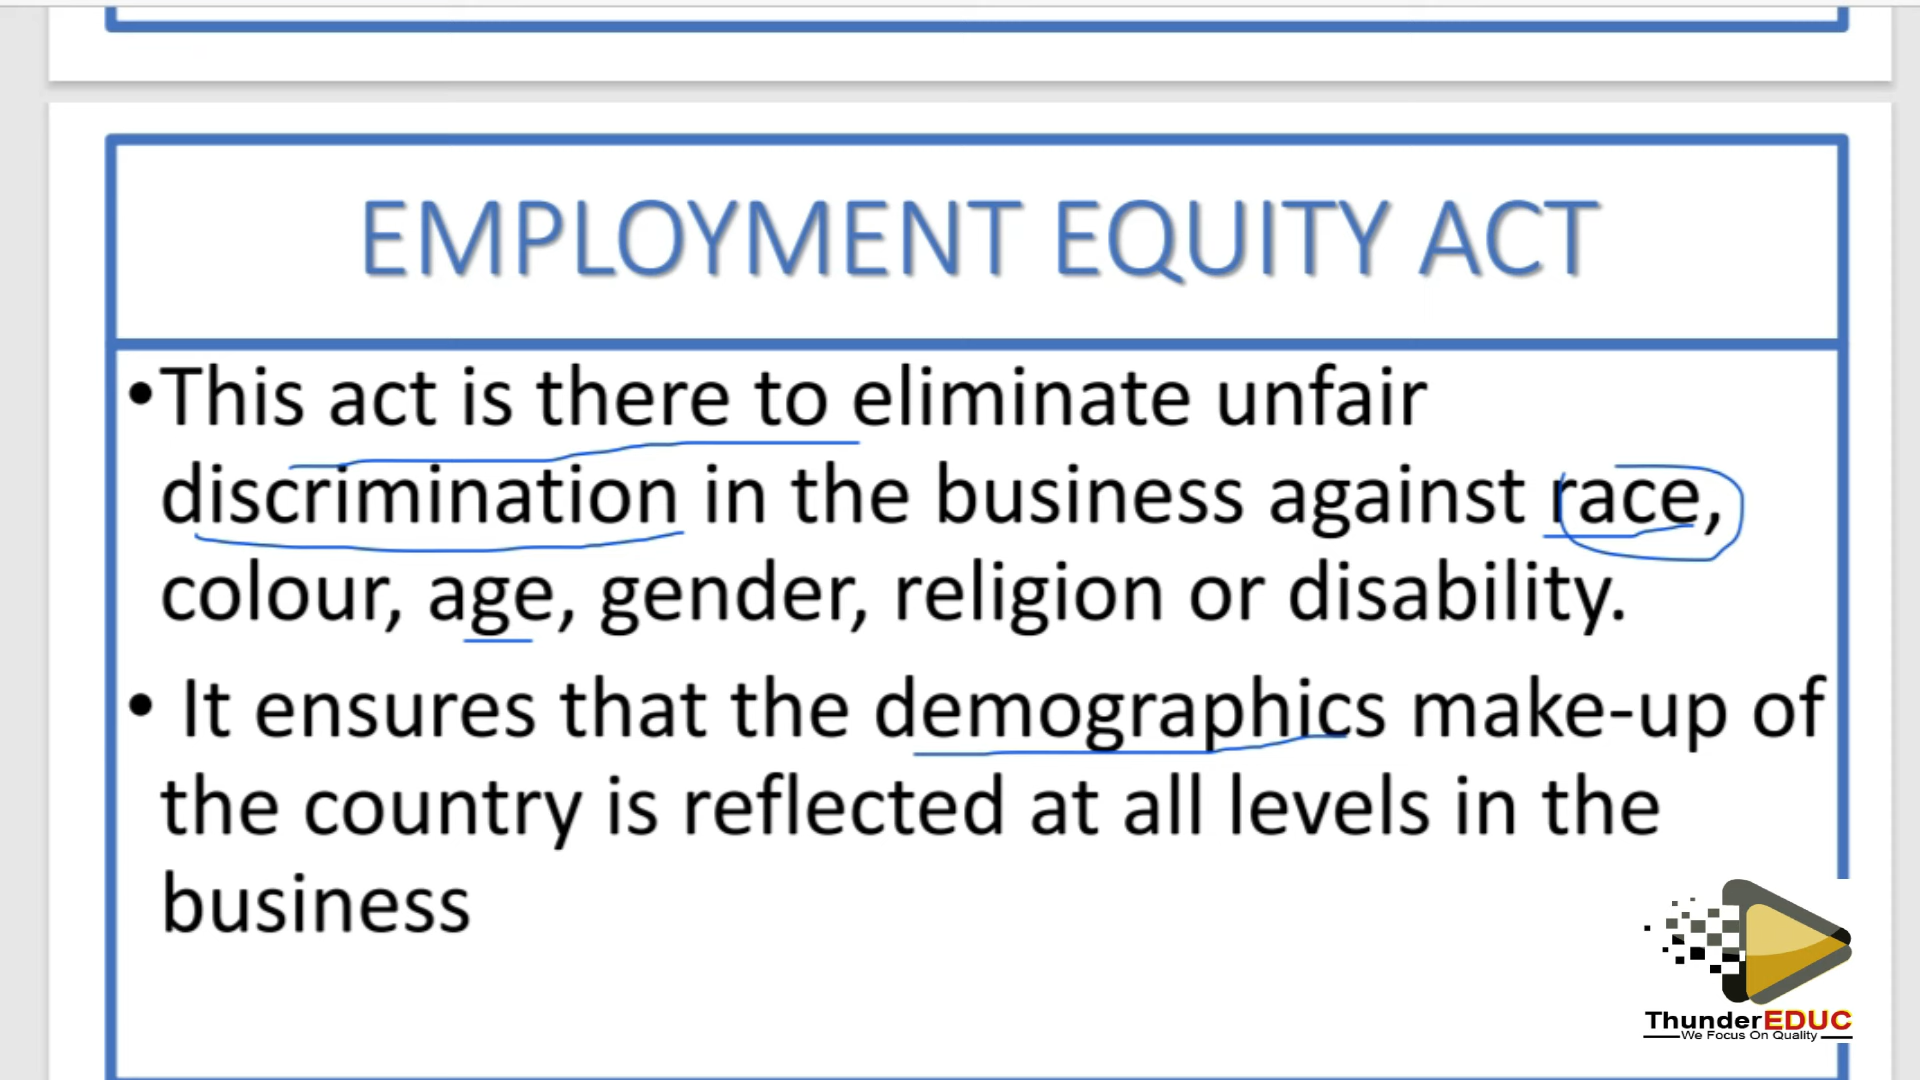 EMPLOYMENT EQUITY ACT
•This act is there to eliminate unfair
discrimination in the business against race,
colour, age, gender, religion or disability.
• It ensures that the demographics make-up of
the country is reflected at all levels in the
business
ThunderEDUC
We Focus On Quality